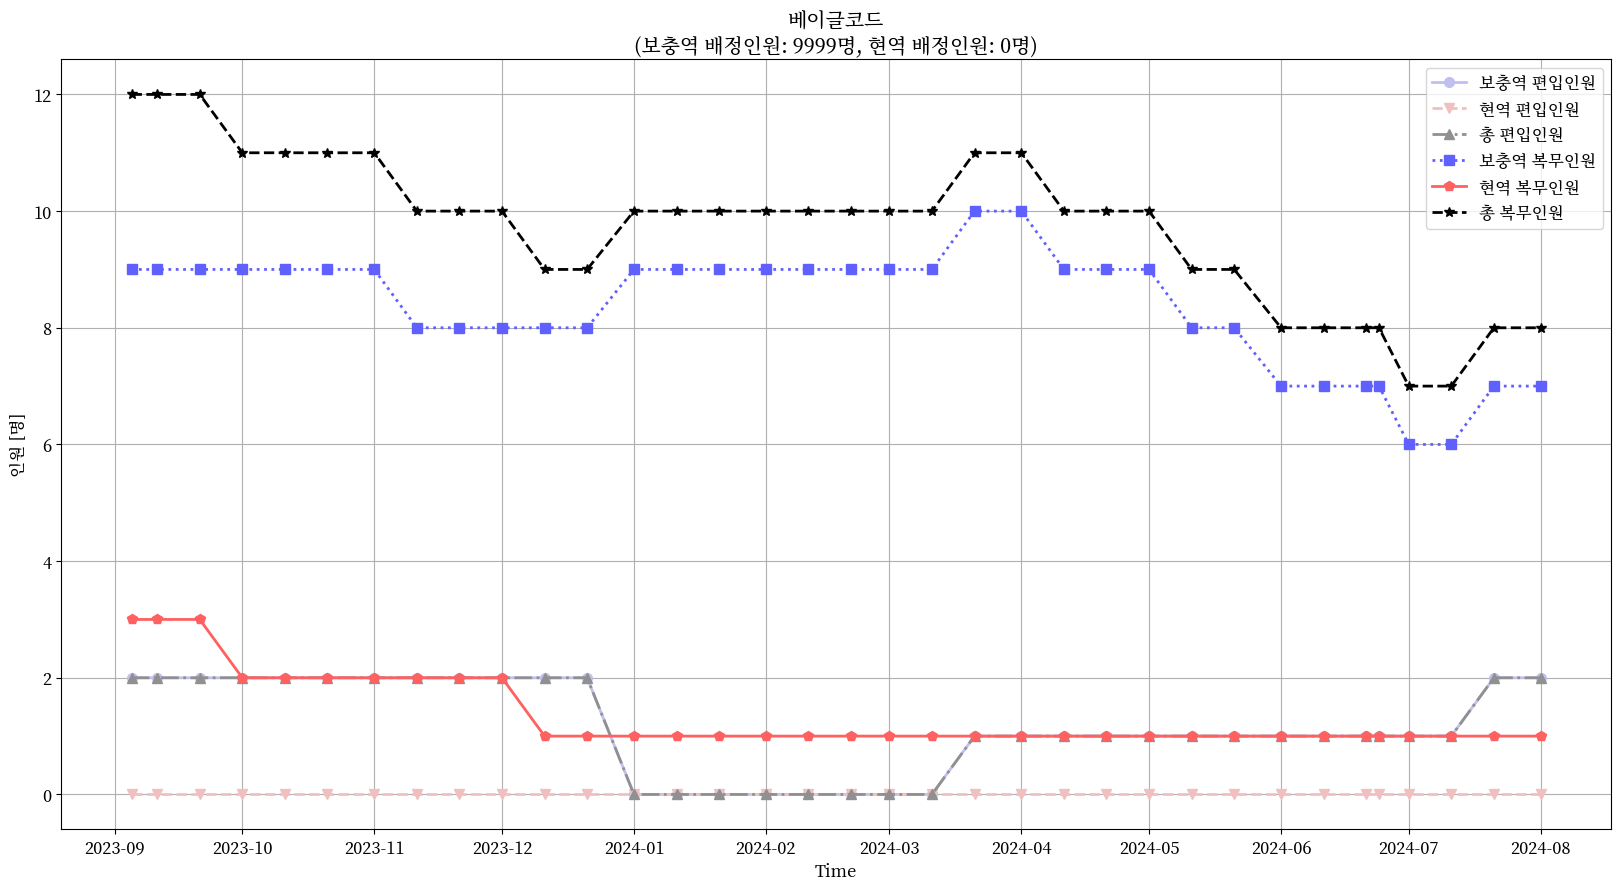 베이글코드
(보충역 배정인원: 9999명, 현역 배정인원: 0명)
보충역 편입인원
현역 편입인원
총 편입인원
보충역 복무인원
현역 복무인원
총 복무인원
인원 [명]
12
10
8
6
4
2
0
2023-09 2023-10 2023-11 2023-12 2024-01 2024-02 2024-03 2024-04 2024-05 2024-06 2024-07 2024-08
Time